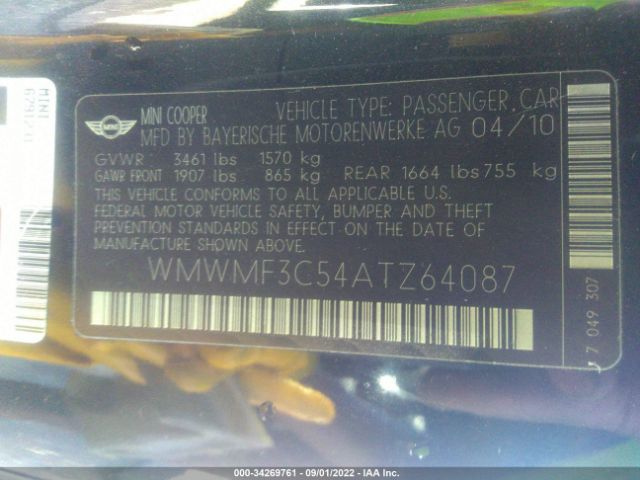 MINI COOPER VEHICLE TYPE: PASSENGER CAR
MFD BY BAYERISCHE MOTORENWERKE AG 04/10
GVWR : 3461 lbs 1570 kg
GAWR FRONT 1907 lbs 865 kg REAR 1664 lbs 755 kg
THIS VEHICLE CONFORMS TO ALL APPLICABLE U.S.
FEDERAL MOTOR VEHICLE SAFETY, BUMPER AND THEFT
PREVENTION STANDARDS IN EFFECT ON THE DATE OF
MANUFACTURE SHOWN ABOVE.
WMWMF3C54ATZ64087
7 049 307
MINI
000-34269761 - 09/01/2022 - IAA Inc.